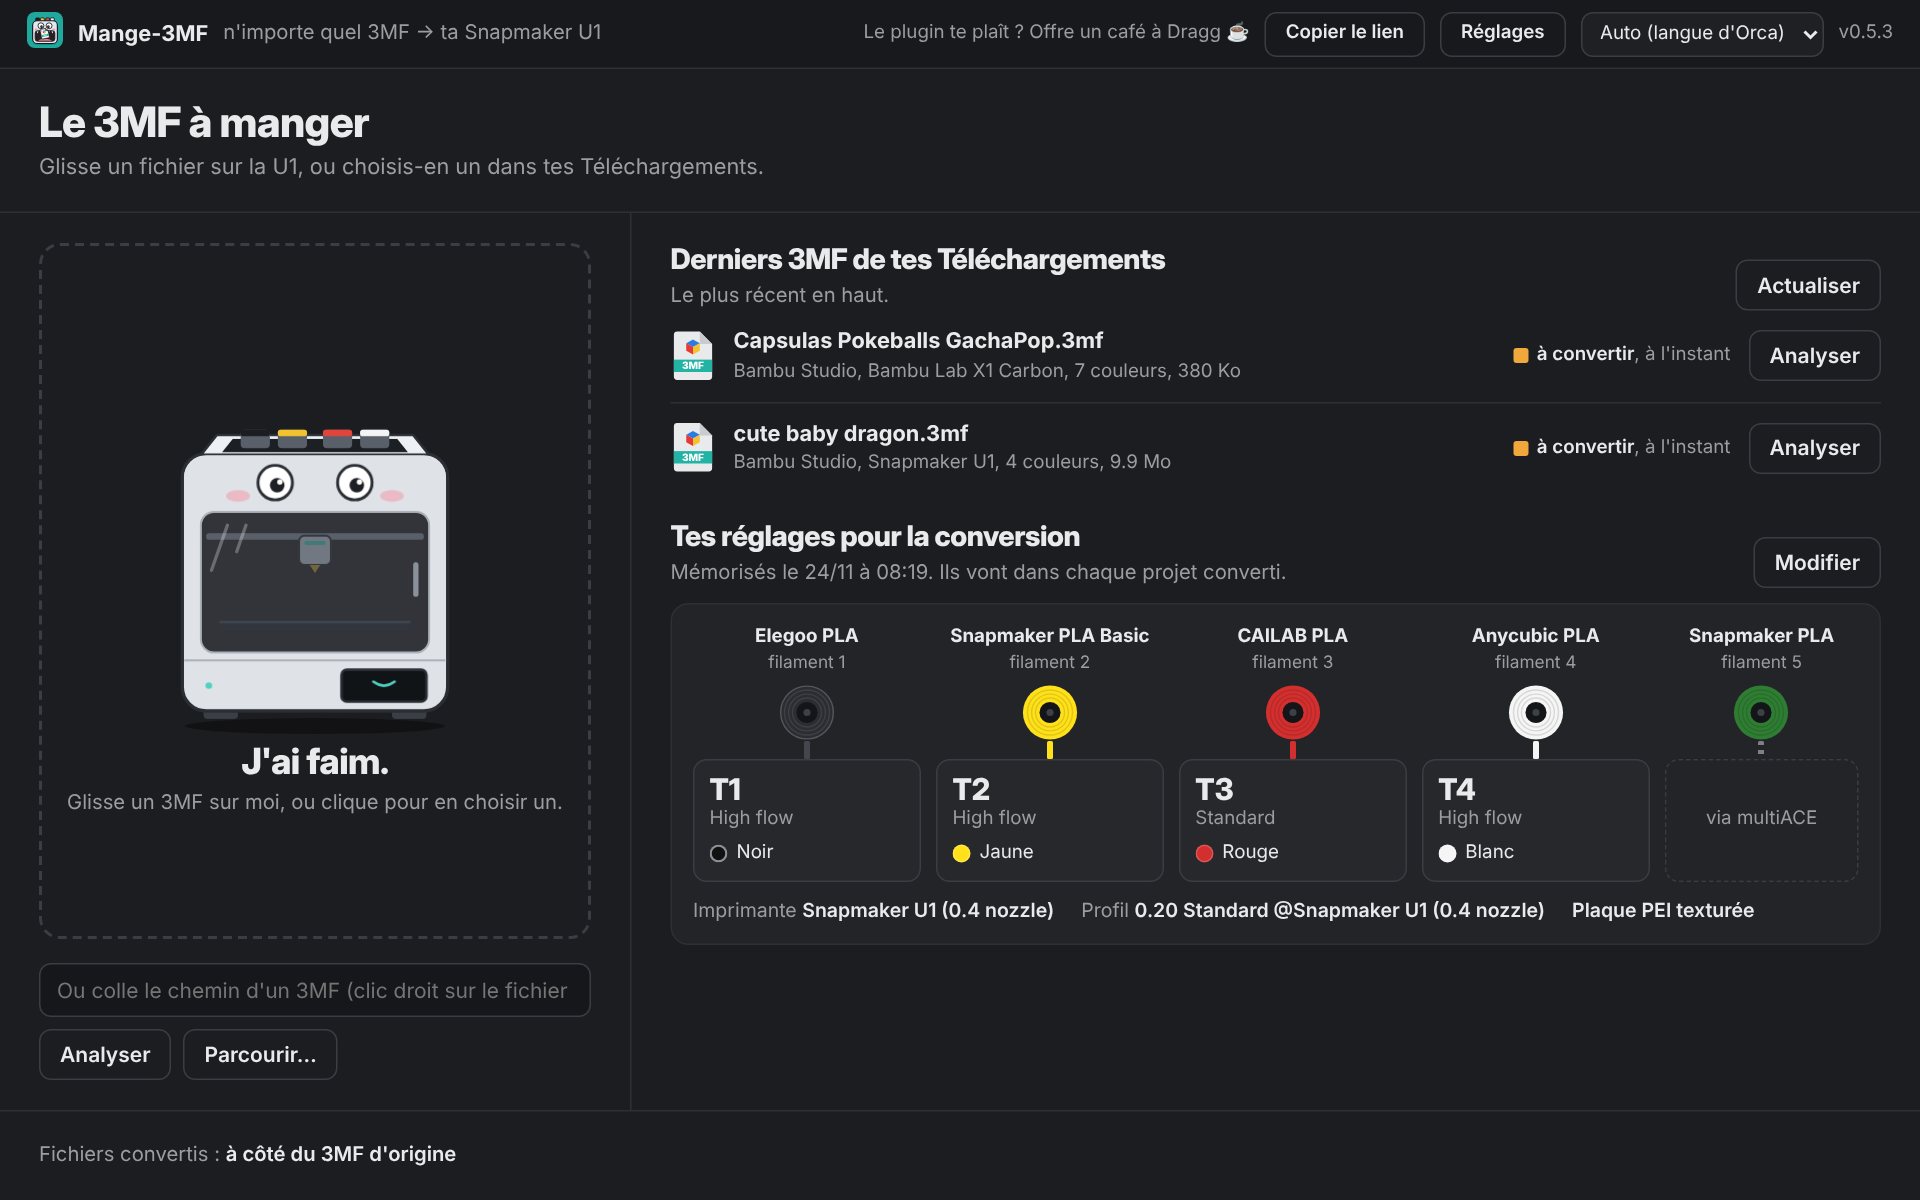 Mange-3MF n'importe quel 3MF → ta Snapmaker U1
Le plugin te plaît ? Offre un café à Dragg ☕ Copier le lien Réglages Auto (langue d'Orca) v0.5.3
Le 3MF à manger
Glisse un fichier sur la U1, ou choisis-en un dans tes Téléchargements.
J'ai faim.
Glisse un 3MF sur moi, ou clique pour en choisir un.
Ou colle le chemin d'un 3MF (clic droit sur le fichier
Analyser Parcourir...
Derniers 3MF de tes Téléchargements
Le plus récent en haut.
Actualiser
3MF
Capsulas Pokeballs GachaPop.3mf
Bambu Studio, Bambu Lab X1 Carbon, 7 couleurs, 380 Ko
à convertir, à l'instant Analyser
3MF
cute baby dragon.3mf
Bambu Studio, Snapmaker U1, 4 couleurs, 9.9 Mo
à convertir, à l'instant Analyser
Tes réglages pour la conversion
Mémorisés le 24/11 à 08:19. Ils vont dans chaque projet converti.
Modifier
Elegoo PLA Snapmaker PLA Basic CAILAB PLA Anycubic PLA Snapmaker PLA
filament 1 filament 2 filament 3 filament 4 filament 5
T1 T2 T3 T4
High flow High flow Standard High flow via multiACE
Noir Jaune Rouge Blanc
Imprimante Snapmaker U1 (0.4 nozzle) Profil 0.20 Standard @Snapmaker U1 (0.4 nozzle) Plaque PEI texturée
Fichiers convertis : à côté du 3MF d'origine